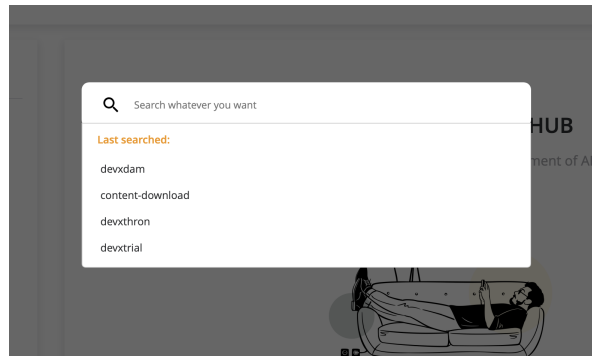 Search whatever you want
HUB
Last searched:
ment of
devxdam
content-download
devxthron
devxtrial